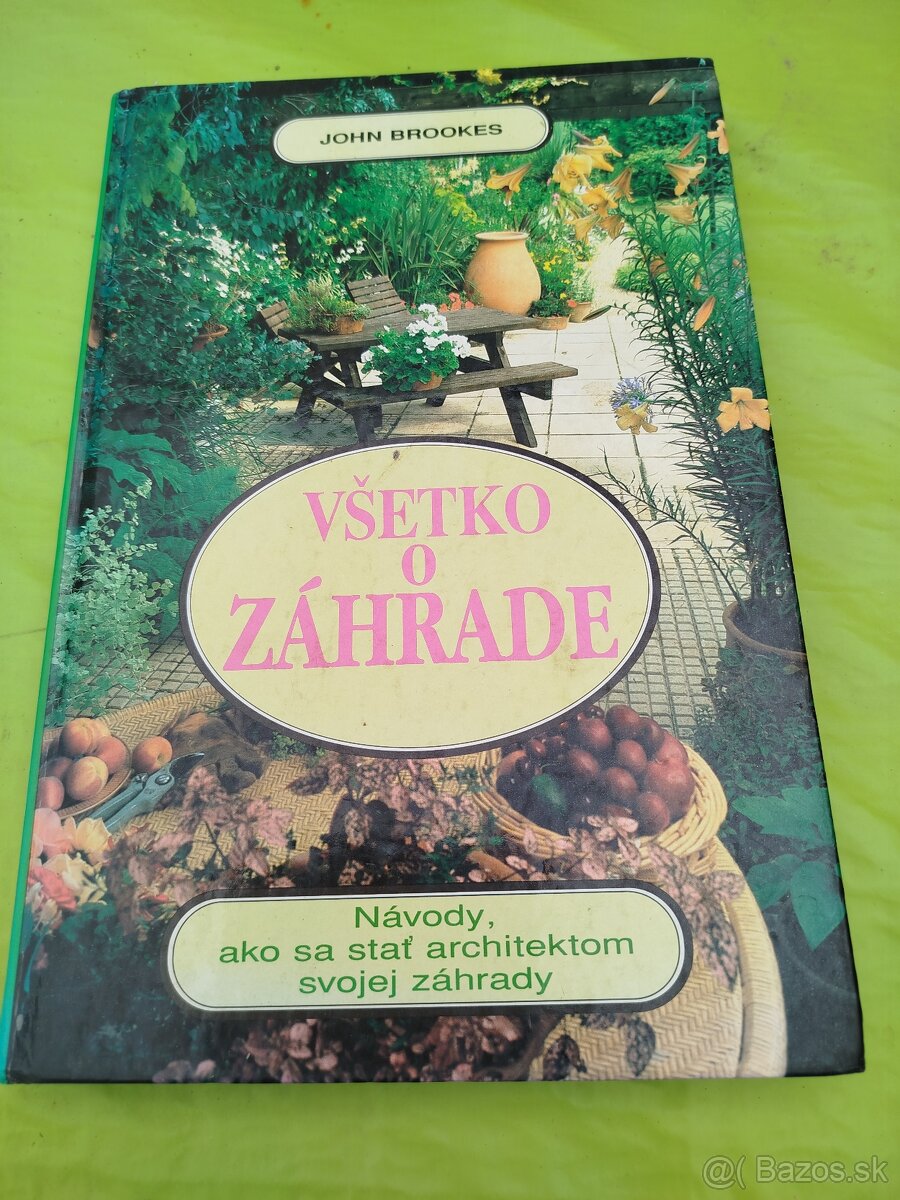 JOHN BROOKES
VŠETKO
O
ZÁHRADE
Návody,
ako sa stať architektom
svojej záhrady
@( Bazos.sk